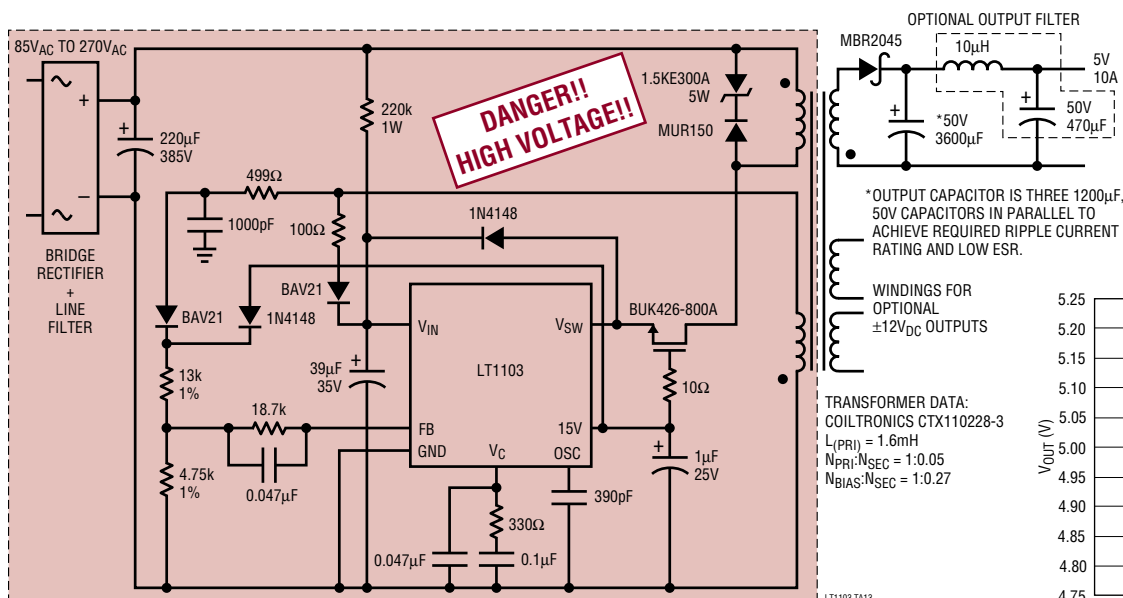 OPTIONAL OUTPUT FILTER
85VAC TO 270VAC
MBR2045
10µH
5V
10A
+
–
+
220µF
385V
220k
1W
DANGER!!
HIGH VOLTAGE!!
1.5KE300A
5W
MUR150
+
*50V
3600µF
+
50V
470µF
499Ω
1000pF
100Ω
1N4148
*OUTPUT CAPACITOR IS THREE 1200µF,
50V CAPACITORS IN PARALLEL TO
ACHIEVE REQUIRED RIPPLE CURRENT
RATING AND LOW ESR.
BRIDGE
RECTIFIER
+
LINE
FILTER
BAV21
1N4148
BAV21
VIN
VSW
LT1103
FB
GND
VC
OSC
15V
BUK426-800A
10Ω
WINDINGS FOR
OPTIONAL
±12VDC OUTPUTS
+
39µF
35V
13k
1%
18.7k
0.047µF
4.75k
1%
+
1µF
25V
390pF
330Ω
0.047µF
0.1µF
TRANSFORMER DATA:
COILTRONICS CTX110228-3
L(PRI) = 1.6mH
NPRI:NSEC = 1:0.05
NBIAS:NSEC = 1:0.27
LT1103 TA13
VOUT (V)
5.25
5.20
5.15
5.10
5.05
5.00
4.95
4.90
4.85
4.80
4.75